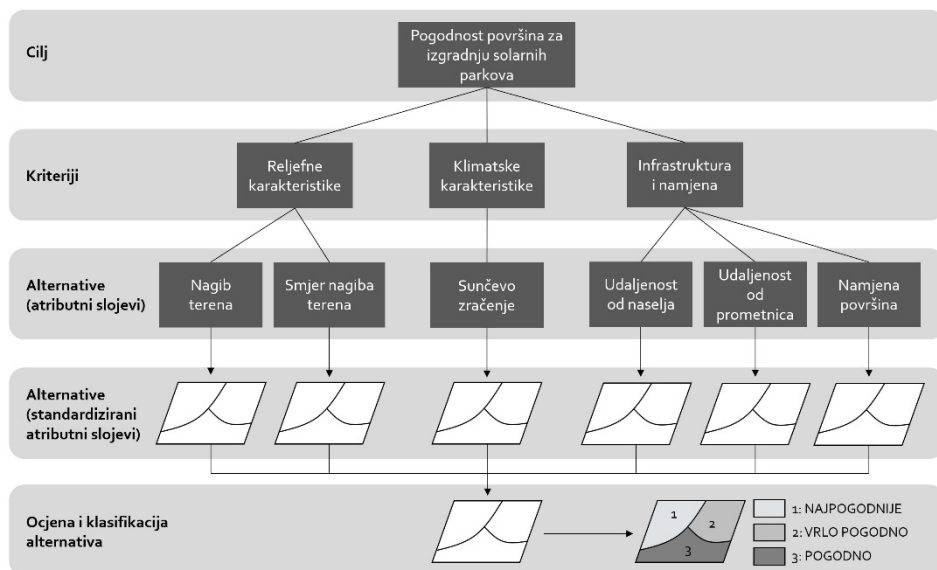 Cilj
Pogodnost površina za
izgradnju solarnih
parkova
Kriteriji
Reljefne
karakteristike
Klimatske
karakteristike
Infrastruktura
i namjena
Alternative
(atributni slojevi)
Nagib
terena
Smjer nagiba
terena
Sunčevo
zračenje
Udaljenost
od naselja
Udaljenost
od
prometnica
Namjena
površina
Alternative
(standardizirani
atributni slojevi)
Ocjena i klasifikacija
alternativa
1
2
3
1: NAJPOGODNIJE
2: VRLO POGODNO
3: POGODNO